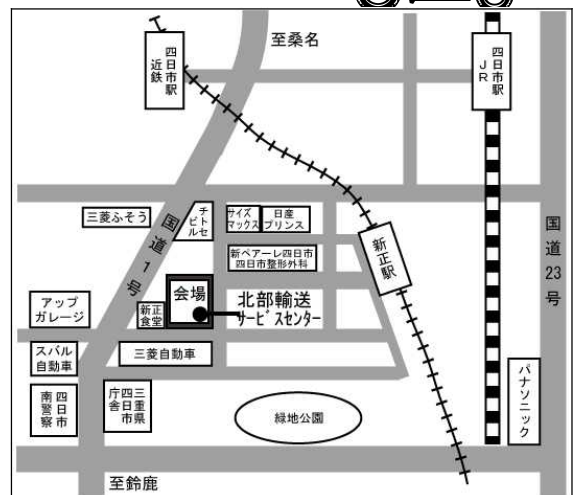 至桑名
近鉄
四日市駅
JR
四日市駅
三菱ふそう
国道1号
チビトルセ
サイズ
マックス
日産
プリンス
新ペアーレ四日市
四日市整形外科
新正駅
国道23号
アップ
ガレージ
新正
食堂
会場
北部輸送
サービスセンター
スバル
自動車
三菱自動車
パナソニック
四日市
南警察
三重県
四日市
庁舎
緑地公園
至鈴鹿